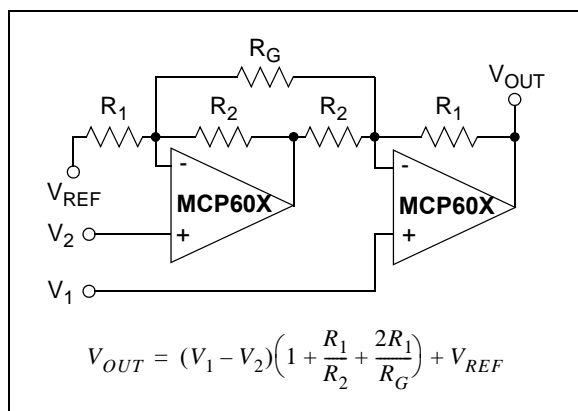 R_G
V_OUT
R_1 R_2 R_2 R_1
- -
V_REF
MCP60X MCP60X
V_2 + +
V_1
V_OUT = (V_1 – V_2)(1 + R_1/R_2 + 2R_1/R_G) + V_REF